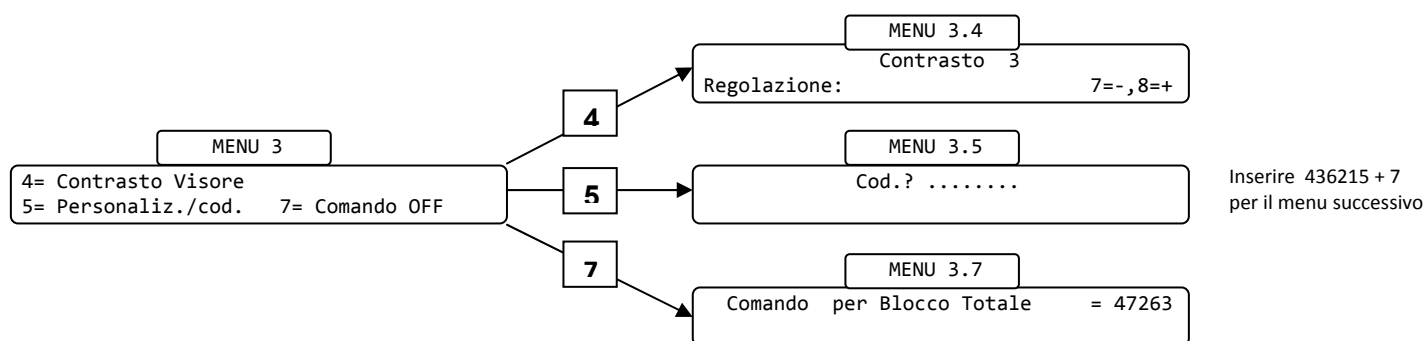 MENU 3.4
Contrasto 3
Regolazione: 7=-,8=+
4
MENU 3
4= Contrasto Visore
5= Personaliz./cod. 7= Comando OFF
5
MENU 3.5
Cod.? ........
Inserire 436215 + 7
per il menu successivo
7
MENU 3.7
Comando per Blocco Totale = 47263